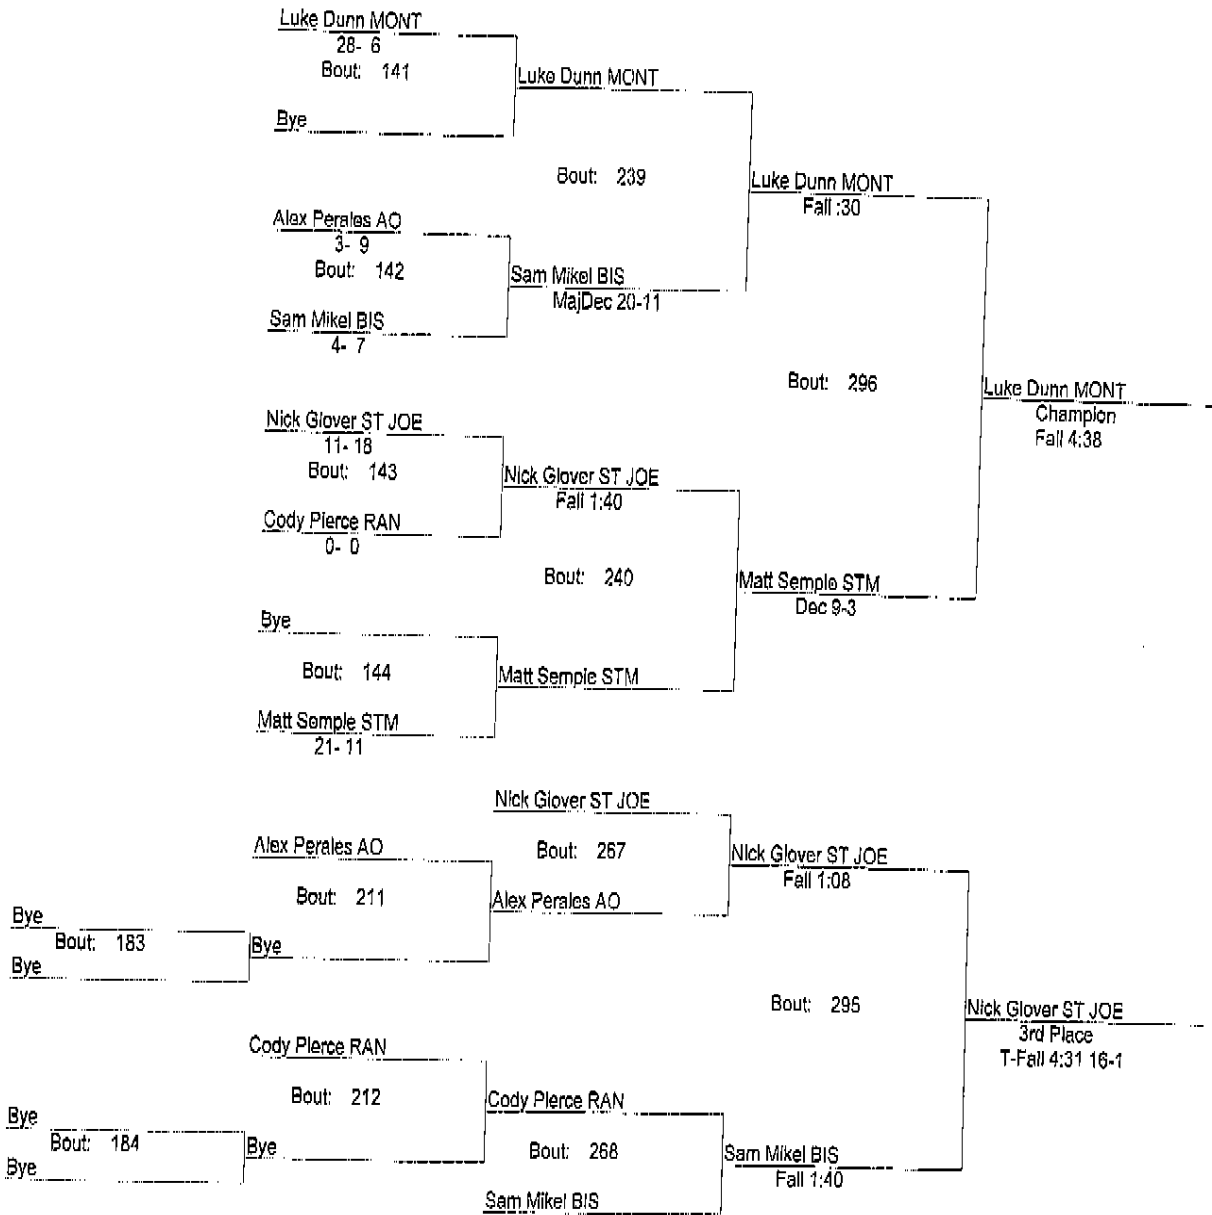 Luke Dunn MONT
28- 6
Bout: 141
Luke Dunn MONT
Bye
Bout: 239
Luke Dunn MONT
Fall :30
Alex Perales AO
3- 9
Bout: 142
Sam Mikel BIS
MajDec 20-11
Sam Mikel BIS
4- 7
Bout: 296
Luke Dunn MONT
Champion
Fall 4:38
Nick Glover ST JOE
11- 18
Bout: 143
Nick Glover ST JOE
Fall 1:40
Cody Pierce RAN
0- 0
Bout: 240
Matt Semple STM
Dec 9-3
Bye
Bout: 144
Matt Semple STM
Matt Semple STM
21- 11
Nick Glover ST JOE
Alex Perales AO
Bout: 267
Nick Glover ST JOE
Fall 1:08
Bout: 211
Alex Perales AO
Bye
Bout: 183
Bye
Bye
Bout: 295
Nick Glover ST JOE
3rd Place
T-Fall 4:31 16-1
Cody Pierce RAN
Bout: 212
Cody Pierce RAN
Bye
Bout: 184
Bye
Bye
Bout: 268
Sam Mikel BIS
Fall 1:40
Sam Mikel BIS